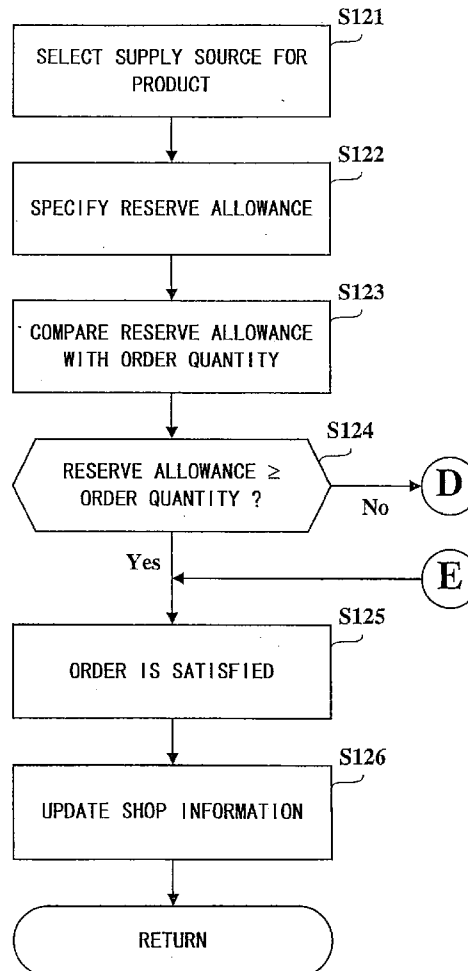 S121
SELECT SUPPLY SOURCE FOR
PRODUCT
S122
SPECIFY RESERVE ALLOWANCE
S123
COMPARE RESERVE ALLOWANCE
WITH ORDER QUANTITY
S124
RESERVE ALLOWANCE ≥
ORDER QUANTITY ?
D
No
Yes
E
S125
ORDER IS SATISFIED
S126
UPDATE SHOP INFORMATION
RETURN